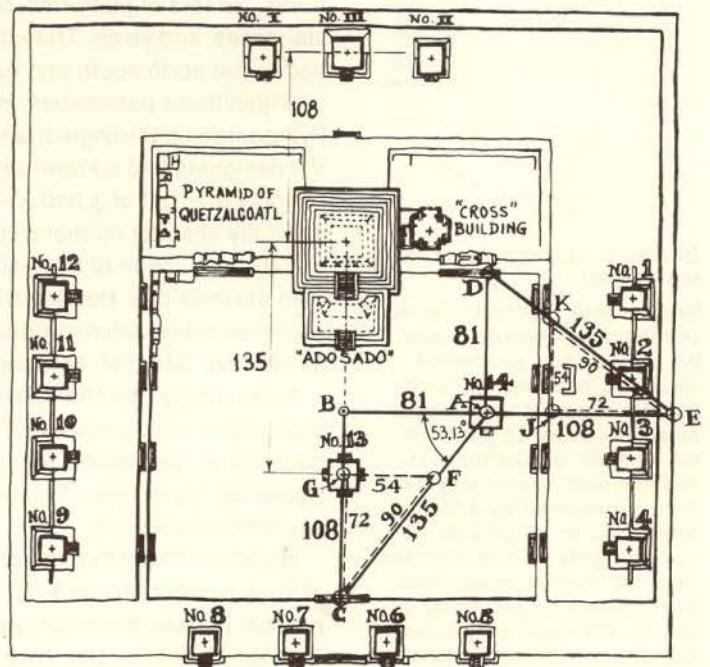 No. V No. III No. II
108
PYRAMID OF
QUETZALCOATL
"CROSS"
BUILDING
No. 12
No. 1
D
K
135
No. 11
"ADOSADO"
81
90
No. 2
135
No. 14
54
B 81 A
J 108
72
E
No. 10
No. 13
53,13°
No. 3
G 54 F
No. 9
108
72
90
135
No. 4
C
No. 8 No. 7 No. 6 No. 5